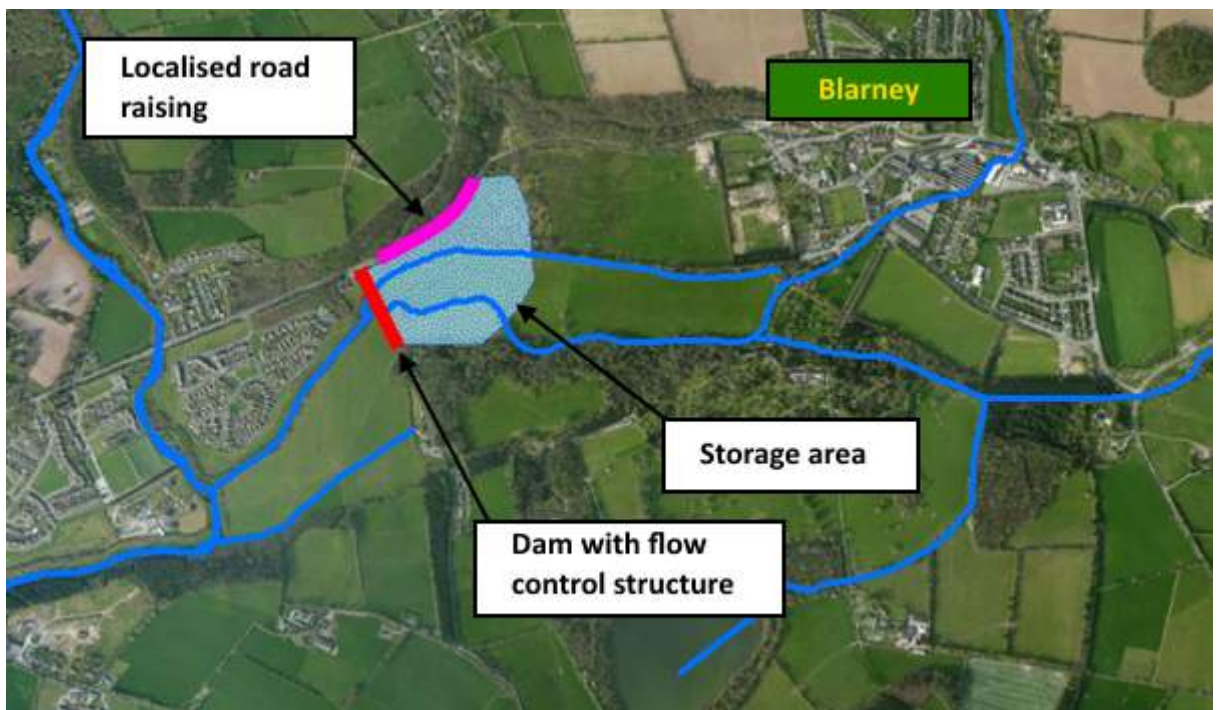 Localised road
raising
Blarney
Storage area
Dam with flow
control structure